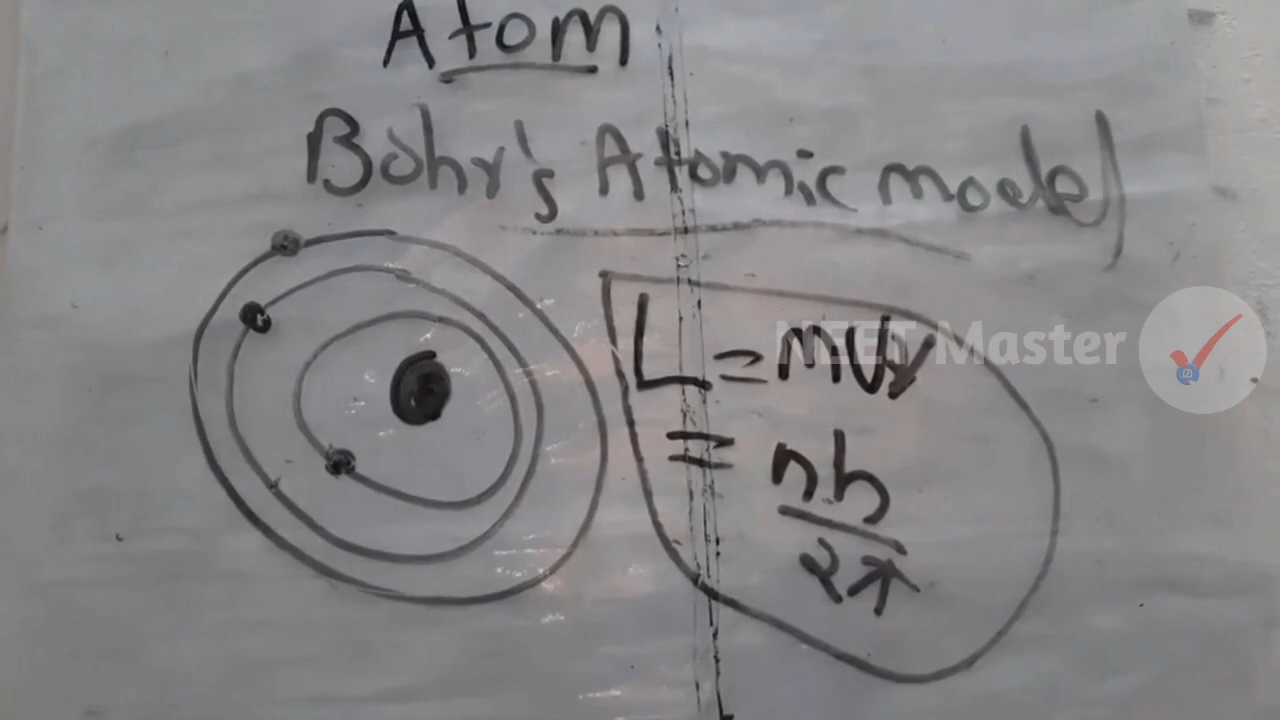 Atom
Bohr's Atomic model
L = mvr
NEET Master
= nh
2π